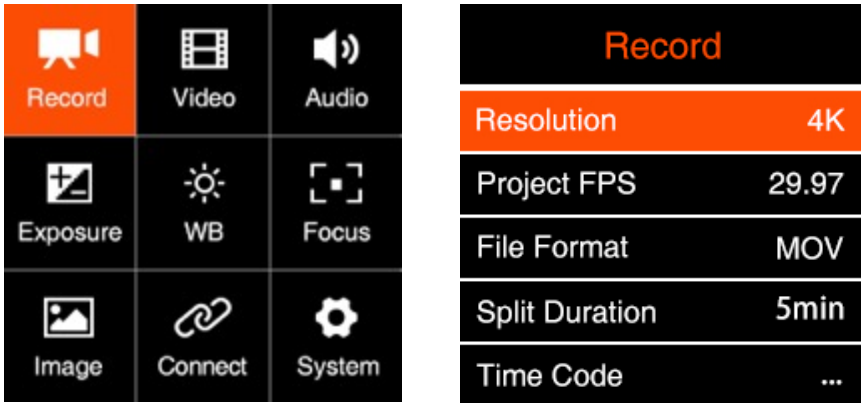 Record Video Audio
Exposure WB Focus
Image Connect System
Record
Resolution 4K
Project FPS 29.97
File Format MOV
Split Duration 5min
Time Code ...